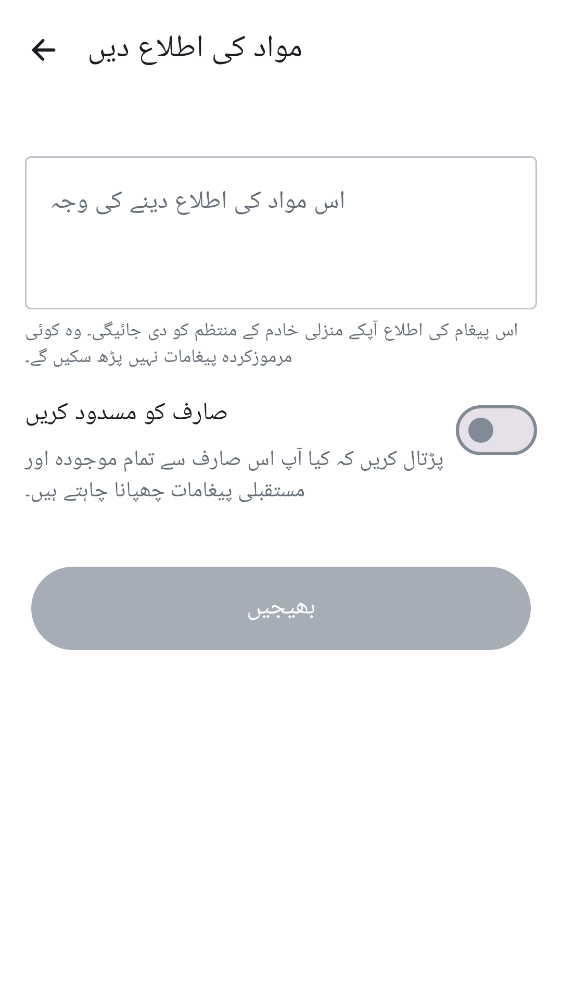 مواد کی اطلاع دیں
اس مواد کی اطلاع دینے کی وجہ
اس پیغام کی اطلاع آپکے منزلی خادم کے منتظم کو دی جائیگی۔ وہ کوئی
مرموزکردہ پیغامات نہیں پڑھ سکیں گے۔
صارف کو مسدود کریں
پڑتال کریں کہ کیا آپ اس صارف سے تمام موجودہ اور
مستقبلی پیغامات چھپانا چاہتے ہیں۔
بھیجیں